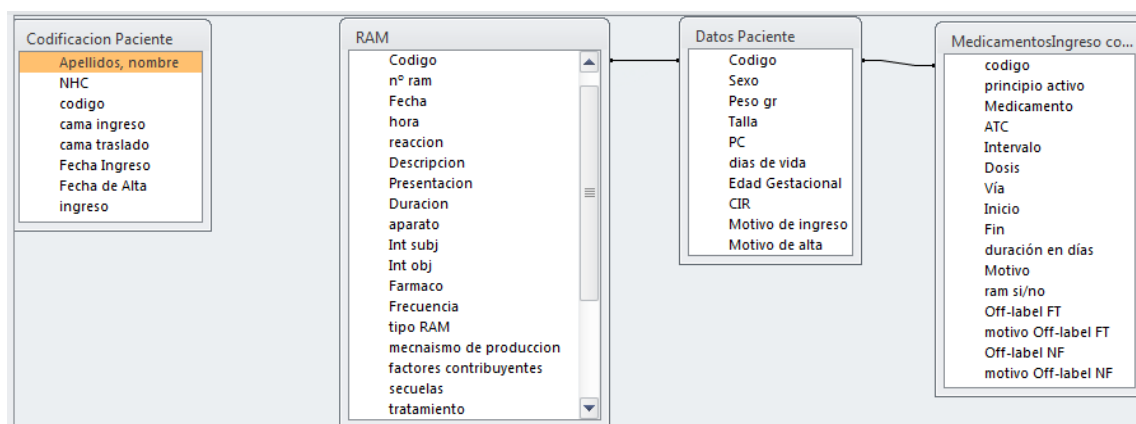 Codificacion Paciente
Apellidos, nombre
NHC
codigo
cama ingreso
cama traslado
Fecha Ingreso
Fecha de Alta
ingreso
RAM
Codigo
nº ram
Fecha
hora
reaccion
Descripcion
Presentacion
Duracion
aparato
Int subj
Int obj
Farmaco
Frecuencia
tipo RAM
mecnaismo de produccion
factores contribuyentes
secuelas
tratamiento
Datos Paciente
Codigo
Sexo
Peso gr
Talla
PC
dias de vida
Edad Gestacional
CIR
Motivo de ingreso
Motivo de alta
MedicamentosIngreso co...
codigo
principio activo
Medicamento
ATC
Intervalo
Dosis
Vía
Inicio
Fin
duración en días
Motivo
ram si/no
Off-label FT
motivo Off-label FT
Off-label NF
motivo Off-label NF